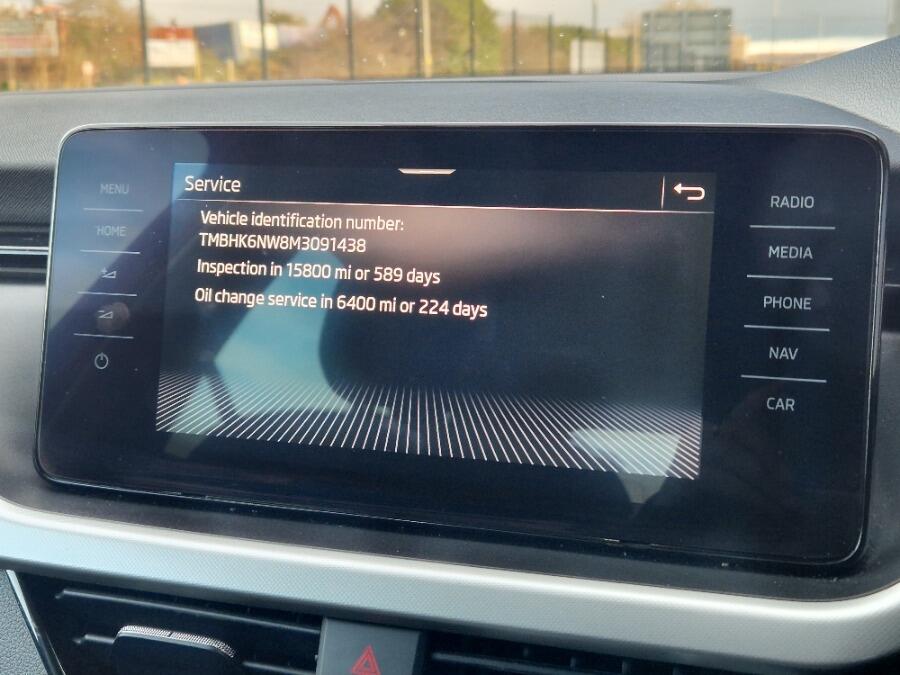 Service
Vehicle identification number:
TMBHK6NW8M3091438
Inspection in 15800 mi or 589 days
Oil change service in 6400 mi or 224 days
MENU
HOME
RADIO
MEDIA
PHONE
NAV
CAR